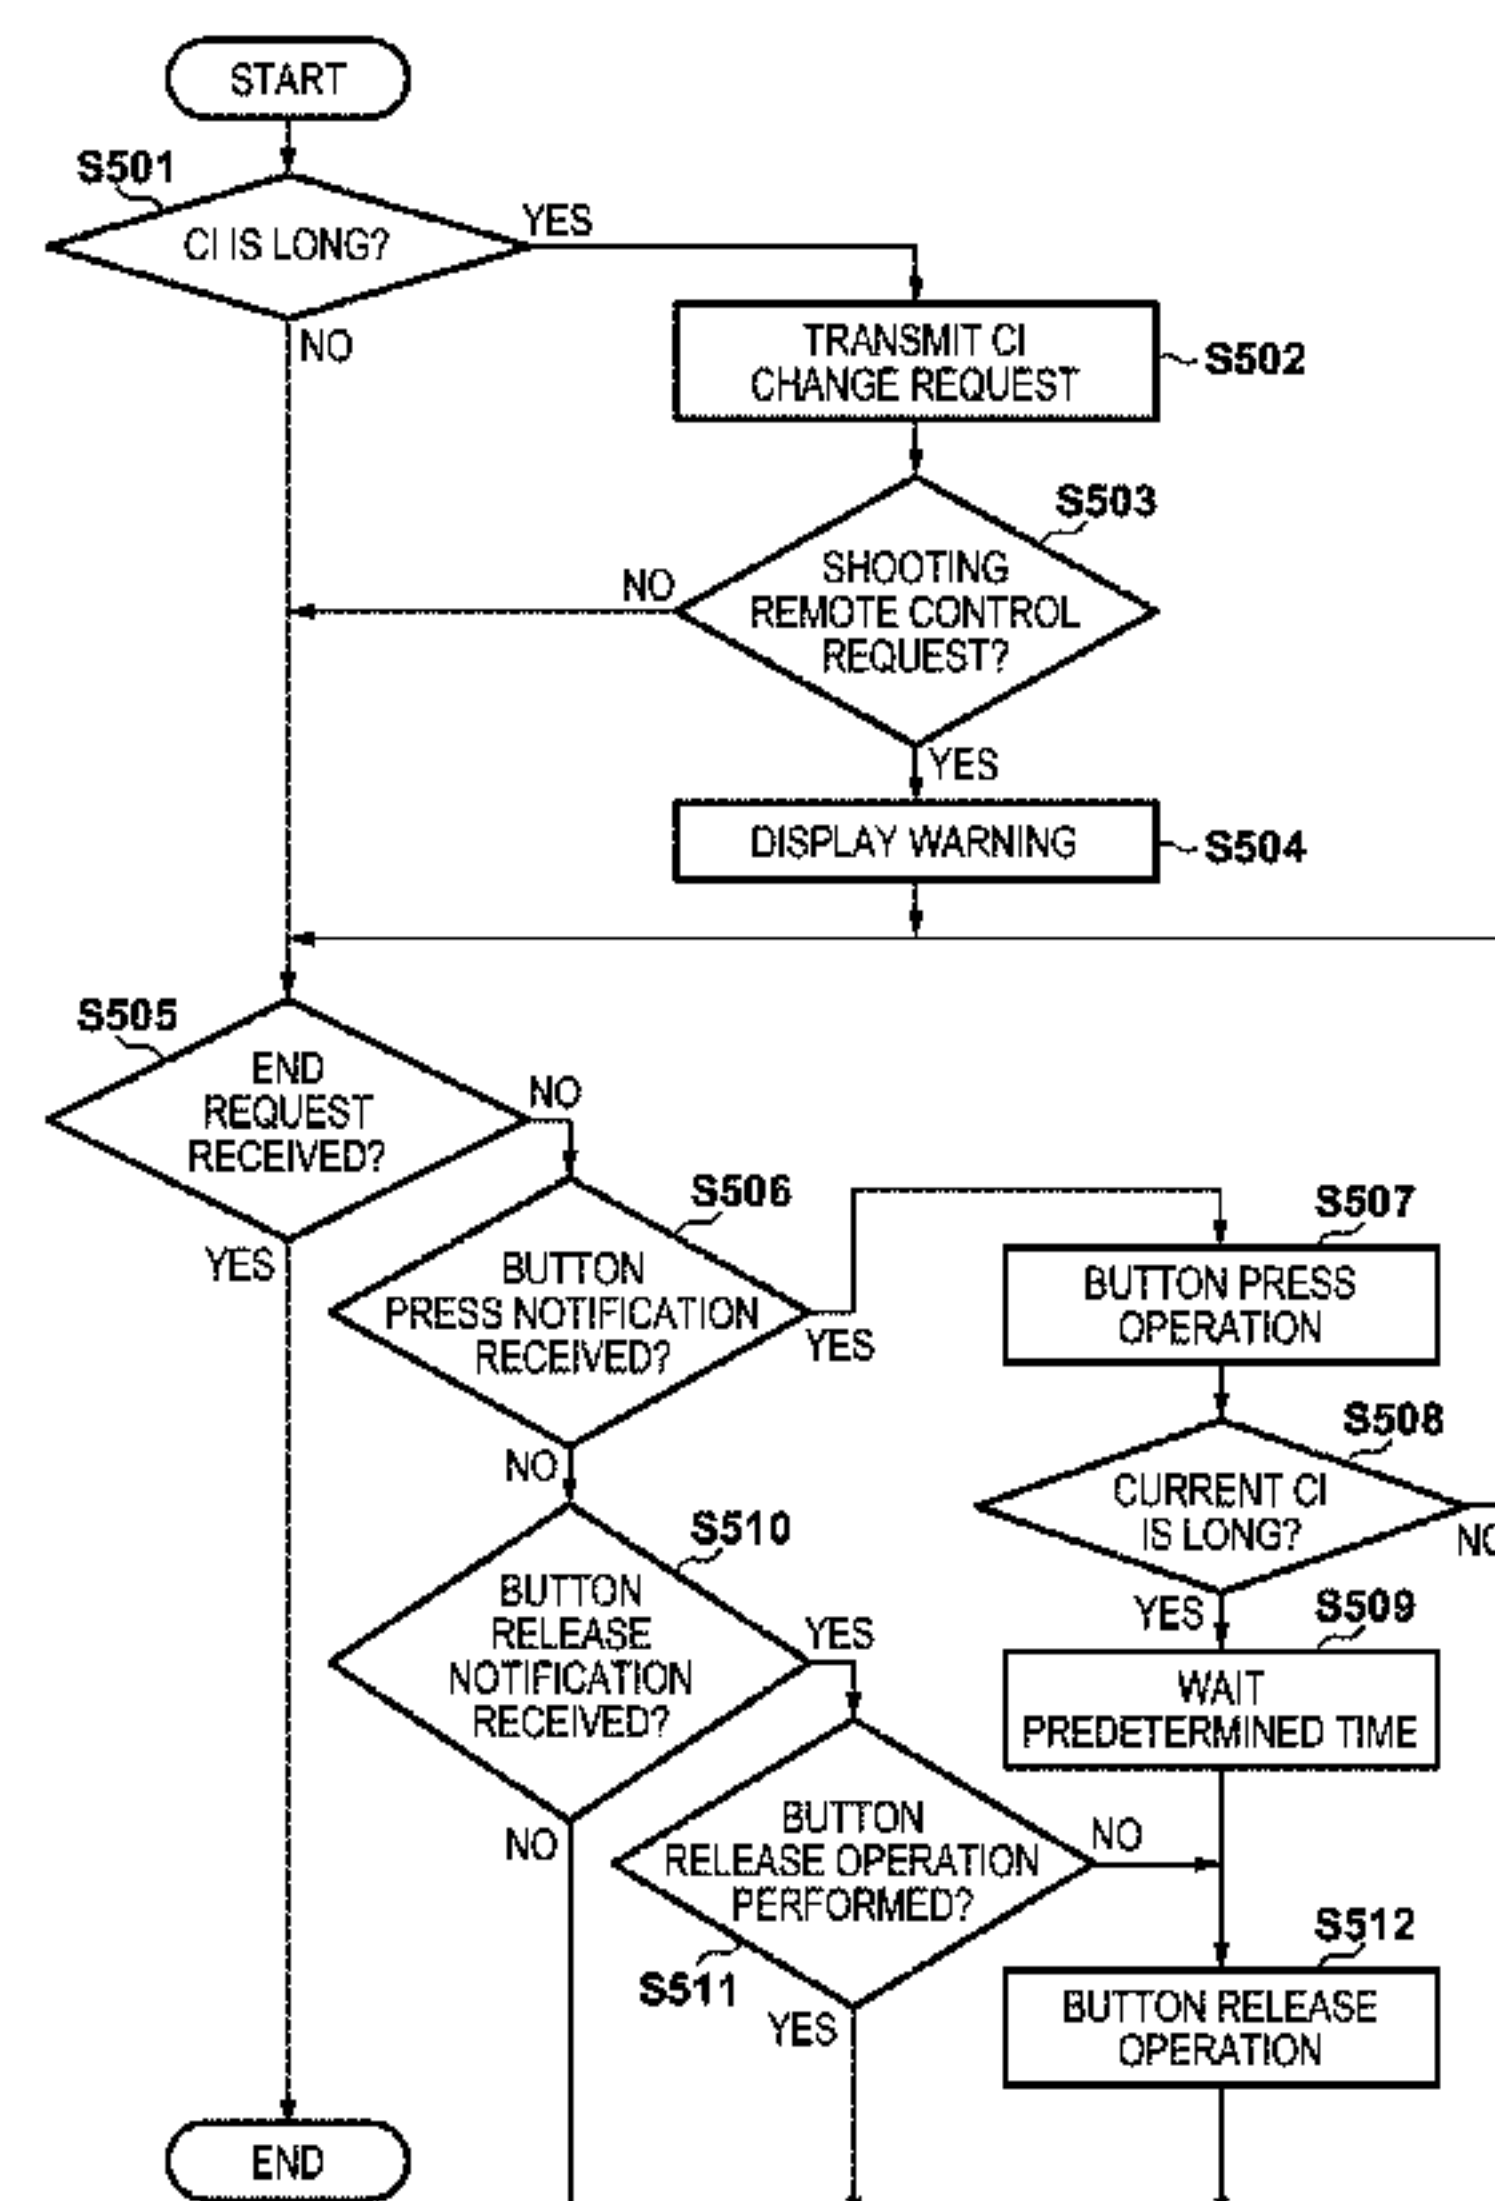 START
S501
CI IS LONG?
YES
NO
TRANSMIT CI
CHANGE REQUEST
S502
S503
SHOOTING
REMOTE CONTROL
REQUEST?
NO
YES
DISPLAY WARNING
S504
S505
END
REQUEST
RECEIVED?
NO
YES
S506
BUTTON
PRESS NOTIFICATION
RECEIVED?
YES
NO
S507
BUTTON PRESS
OPERATION
S508
CURRENT CI
IS LONG?
YES
S509
WAIT
PREDETERMINED TIME
S510
BUTTON
RELEASE
NOTIFICATION
RECEIVED?
YES
NO
BUTTON
RELEASE OPERATION
PERFORMED?
NO
S511
YES
S512
BUTTON RELEASE
OPERATION
END